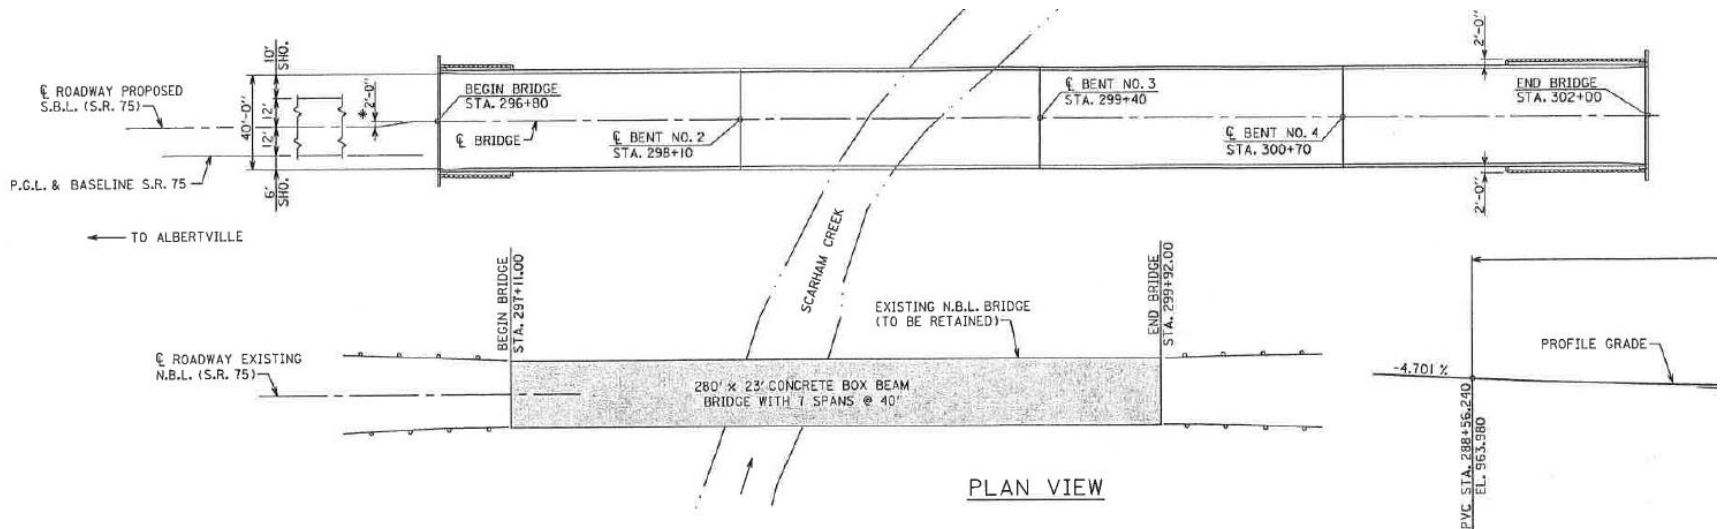 ℄ ROADWAY PROPOSED
S.B.L. (S.R. 75)
P.G.L. & BASELINE S.R. 75
TO ALBERTVILLE
40'-0"
10'
SHO.
12'
12'
6'
SHO.
*2'-0"
BEGIN BRIDGE
STA. 296+80
℄ BRIDGE
℄ BENT NO. 2
STA. 298+10
℄ BENT NO. 3
STA. 299+40
℄ BENT NO. 4
STA. 300+70
2'-0"
END BRIDGE
STA. 302+00
2'-0"
SCARHAM CREEK
BEGIN BRIDGE
STA. 297+11.00
END BRIDGE
STA. 299+92.00
EXISTING N.B.L. BRIDGE
(TO BE RETAINED)
℄ ROADWAY EXISTING
N.B.L. (S.R. 75)
280' x 23' CONCRETE BOX BEAM
BRIDGE WITH 7 SPANS @ 40'
PLAN VIEW
-4.701 %
PROFILE GRADE
PVC STA. 288+56.240
EL. 963.980